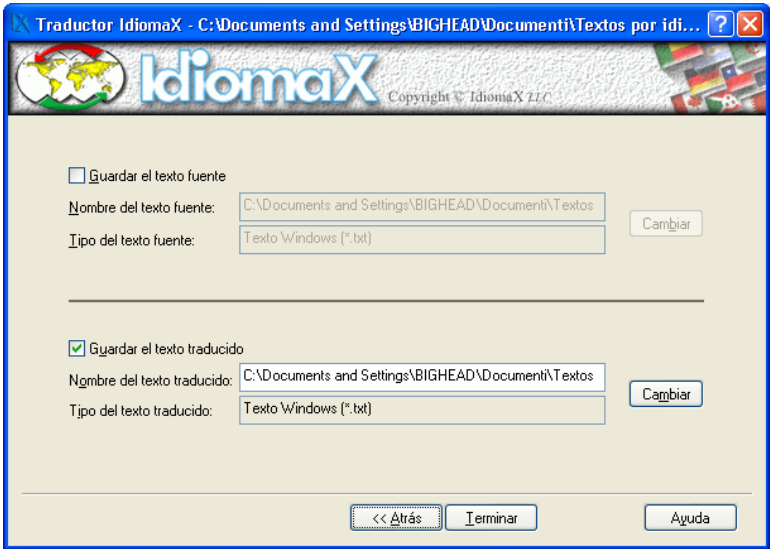 Traductor IdiomaX - C:\Documents and Settings\BIGHEAD\Documenti\Textos por idi...
IdiomaX Copyright © IdiomaX LLC
Guardar el texto fuente
Nombre del texto fuente: C:\Documents and Settings\BIGHEAD\Documenti\Textos
Cambiar
Tipo del texto fuente: Texto Windows (*.txt)
Guardar el texto traducido
Nombre del texto traducido: C:\Documents and Settings\BIGHEAD\Documenti\Textos
Cambiar
Tipo del texto traducido: Texto Windows (*.txt)
<< Atrás Terminar Ayuda